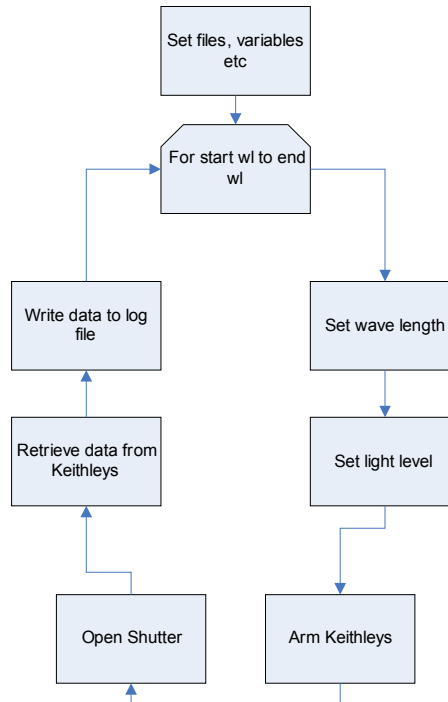 Set files, variables
etc
For start wl to end
wl
Write data to log
file
Set wave length
Retrieve data from
Keithleys
Set light level
Open Shutter
Arm Keithleys